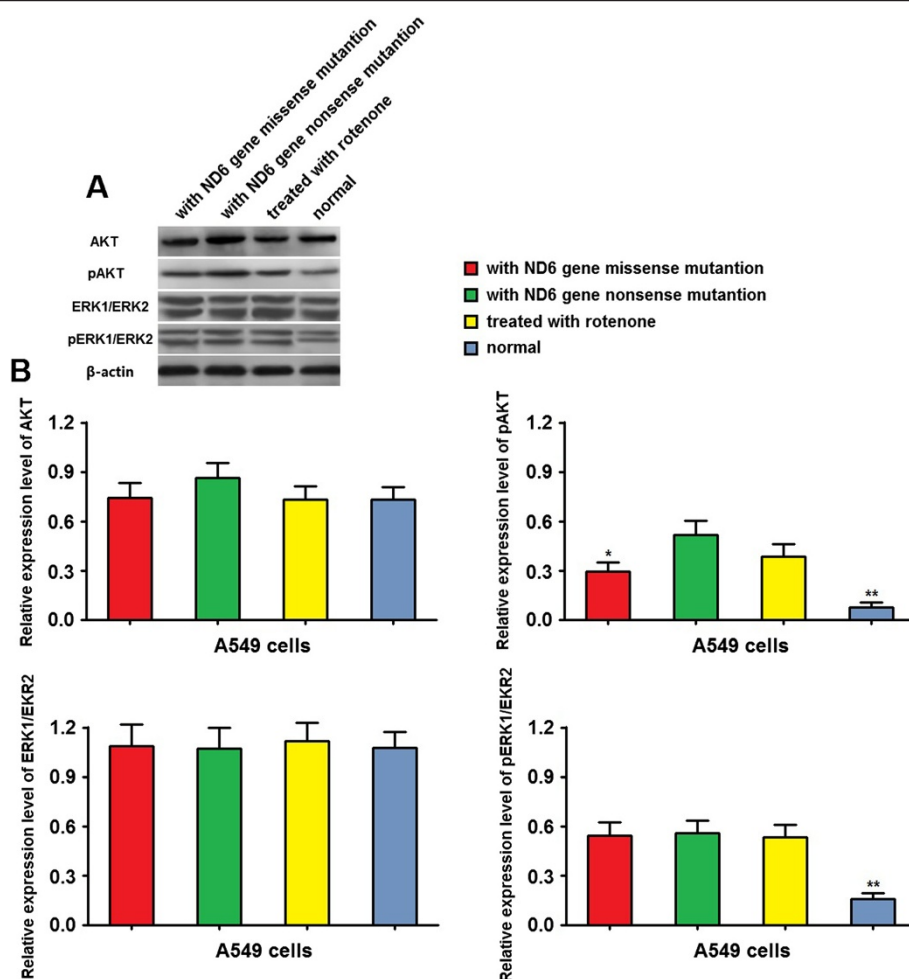 with ND6 gene missense mutantion
with ND6 gene nonsense mutantion
treated with rotenone
normal
A
AKT
pAKT
ERK1/ERK2
pERK1/ERK2
β-actin
with ND6 gene missense mutantion
with ND6 gene nonsense mutantion
treated with rotenone
normal
B
Relative expression level of AKT
1.2
0.9
0.6
0.3
0.0
A549 cells
Relative expression level of pAKT
1.2
0.9
0.6
0.3
0.0
*
**
A549 cells
Relative expression level of ERK1/EKR2
1.2
0.9
0.6
0.3
0.0
A549 cells
Relative expression level of pERK1/EKR2
1.2
0.9
0.6
0.3
0.0
**
A549 cells